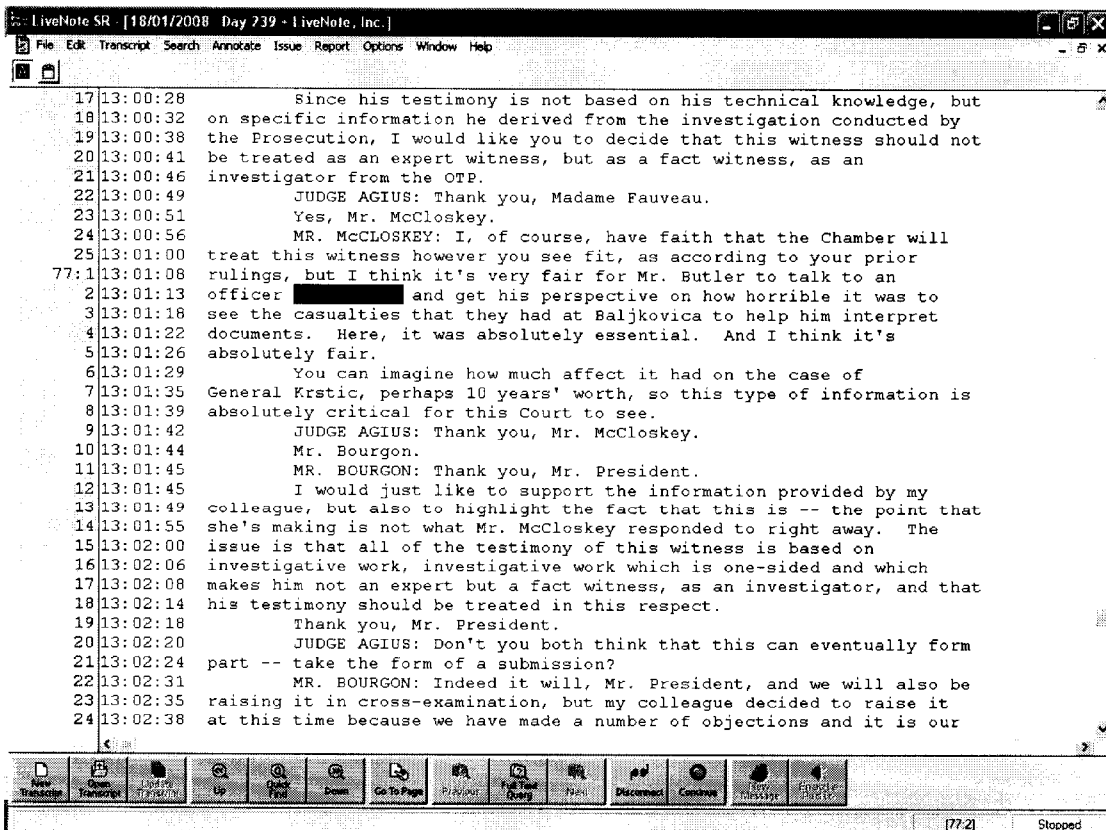 LiveNote SR - [18/01/2008 Day 239 - LiveNote, Inc.]
File Edit Transcript Search Annotate Issue Report Options Window Help
17 13:00:28 Since his testimony is not based on his technical knowledge, but
18 13:00:32 on specific information he derived from the investigation conducted by
19 13:00:38 the Prosecution, I would like you to decide that this witness should not
20 13:00:41 be treated as an expert witness, but as a fact witness, as an
21 13:00:46 investigator from the OTP.
22 13:00:49 JUDGE AGIUS: Thank you, Madame Fauveau.
23 13:00:51 Yes, Mr. McCloskey.
24 13:00:56 MR. McCLOSKEY: I, of course, have faith that the Chamber will
25 13:01:00 treat this witness however you see fit, as according to your prior
77:1 13:01:08 rulings, but I think it's very fair for Mr. Butler to talk to an
2 13:01:13 officer and get his perspective on how horrible it was to
3 13:01:18 see the casualties that they had at Baljkovica to help him interpret
4 13:01:22 documents. Here, it was absolutely essential. And I think it's
5 13:01:26 absolutely fair.
6 13:01:29 You can imagine how much affect it had on the case of
7 13:01:35 General Krstic, perhaps 10 years' worth, so this type of information is
8 13:01:39 absolutely critical for this Court to see.
9 13:01:42 JUDGE AGIUS: Thank you, Mr. McCloskey.
10 13:01:44 Mr. Bourgon.
11 13:01:45 MR. BOURGON: Thank you, Mr. President.
12 13:01:45 I would just like to support the information provided by my
13 13:01:49 colleague, but also to highlight the fact that this is -- the point that
14 13:01:55 she's making is not what Mr. McCloskey responded to right away. The
15 13:02:00 issue is that all of the testimony of this witness is based on
16 13:02:06 investigative work, investigative work which is one-sided and which
17 13:02:08 makes him not an expert but a fact witness, as an investigator, and that
18 13:02:14 his testimony should be treated in this respect.
19 13:02:18 Thank you, Mr. President.
20 13:02:20 JUDGE AGIUS: Don't you both think that this can eventually form
21 13:02:24 part -- take the form of a submission?
22 13:02:31 MR. BOURGON: Indeed it will, Mr. President, and we will also be
23 13:02:35 raising it in cross-examination, but my colleague decided to raise it
24 13:02:38 at this time because we have made a number of objections and it is our
New Transcript Open Transcript Update Transcript Up Quick Find Down Go To Page Previous Full Text Query Next Disconnect Continue New Message
[77:2] Stopped